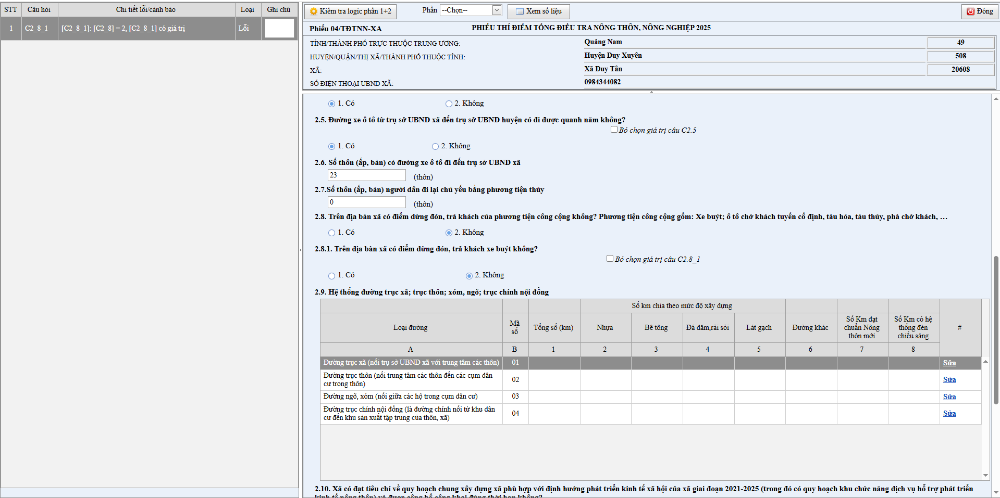 STT Câu hỏi Chi tiết lỗi/cảnh báo Loại Ghi chú
1 C2_8_1 [C2_8_1]: [C2_8] = 2, [C2_8_1] có giá trị Lỗi
Kiểm tra logic phần 1+2 Phần --Chọn-- Xem số liệu Đóng
Phiếu 04/TĐTNN-XA PHIẾU THÍ ĐIỂM TỔNG ĐIỀU TRA NÔNG THÔN, NÔNG NGHIỆP 2025
TỈNH/THÀNH PHỐ TRỰC THUỘC TRUNG ƯƠNG: Quảng Nam 49
HUYỆN/QUẬN/THỊ XÃ/THÀNH PHỐ THUỘC TỈNH: Huyện Duy Xuyên 508
XÃ: Xã Duy Tân 20608
SỐ ĐIỆN THOẠI UBND XÃ: 0984344082
1. Có 2. Không
2.5. Đường xe ô tô từ trụ sở UBND xã đến trụ sở UBND huyện có đi được quanh năm không?
Bỏ chọn giá trị câu C2.5
1. Có 2. Không
2.6. Số thôn (ấp, bản) có đường xe ô tô đi đến trụ sở UBND xã
23 (thôn)
2.7.Số thôn (ấp, bản) người dân đi lại chủ yếu bằng phương tiện thủy
0 (thôn)
2.8. Trên địa bàn xã có điểm dừng đón, trả khách của phương tiện công cộng không? Phương tiện công cộng gồm: Xe buýt; ô tô chở khách tuyến cố định, tàu hỏa, tàu thủy, phà chở khách, …
1. Có 2. Không
2.8.1. Trên địa bàn xã có điểm dừng đón, trả khách xe buýt không?
Bỏ chọn giá trị câu C2.8_1
1. Có 2. Không
2.9. Hệ thống đường trục xã; trục thôn; xóm, ngõ; trục chính nội đồng
Số km chia theo mức độ xây dựng
Loại đường Mã số Tổng số (km) Nhựa Bê tông Đá dăm,rải sỏi Lát gạch Đường khác Số Km đạt chuẩn Nông thôn mới Số Km có hệ thống đèn chiếu sáng #
A B 1 2 3 4 5 6 7 8
Đường trục xã (nối trụ sở UBND xã với trung tâm các thôn) 01 Sửa
Đường trục thôn (nối trung tâm các thôn đến các cụm dân cư trong thôn) 02 Sửa
Đường ngõ, xóm (nối giữa các hộ trong cụm dân cư) 03 Sửa
Đường trục chính nội đồng (là đường chính nối từ khu dân cư đến khu sản xuất tập trung của thôn, xã) 04 Sửa
2.10. Xã có đạt tiêu chí về quy hoạch chung xây dựng xã phù hợp với định hướng phát triển kinh tế xã hội của xã giai đoạn 2021-2025 (trong đó có quy hoạch khu chức năng dịch vụ hỗ trợ phát triển
kinh tế nông thôn) và được công bố công khai đúng thời hạn không?